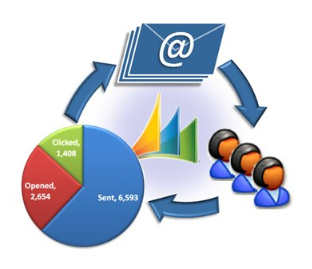 @
Clicked,
1,408
Opened,
2,654
Sent, 6,593